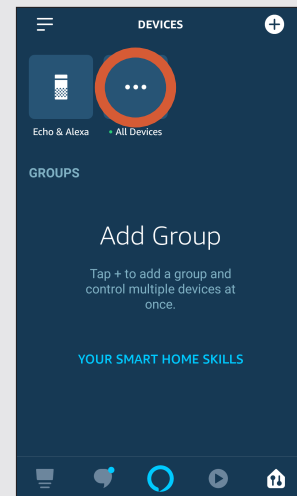 DEVICES
Echo & Alexa
• All Devices
GROUPS
Add Group
Tap + to add a group and
control multiple devices at
once.
YOUR SMART HOME SKILLS